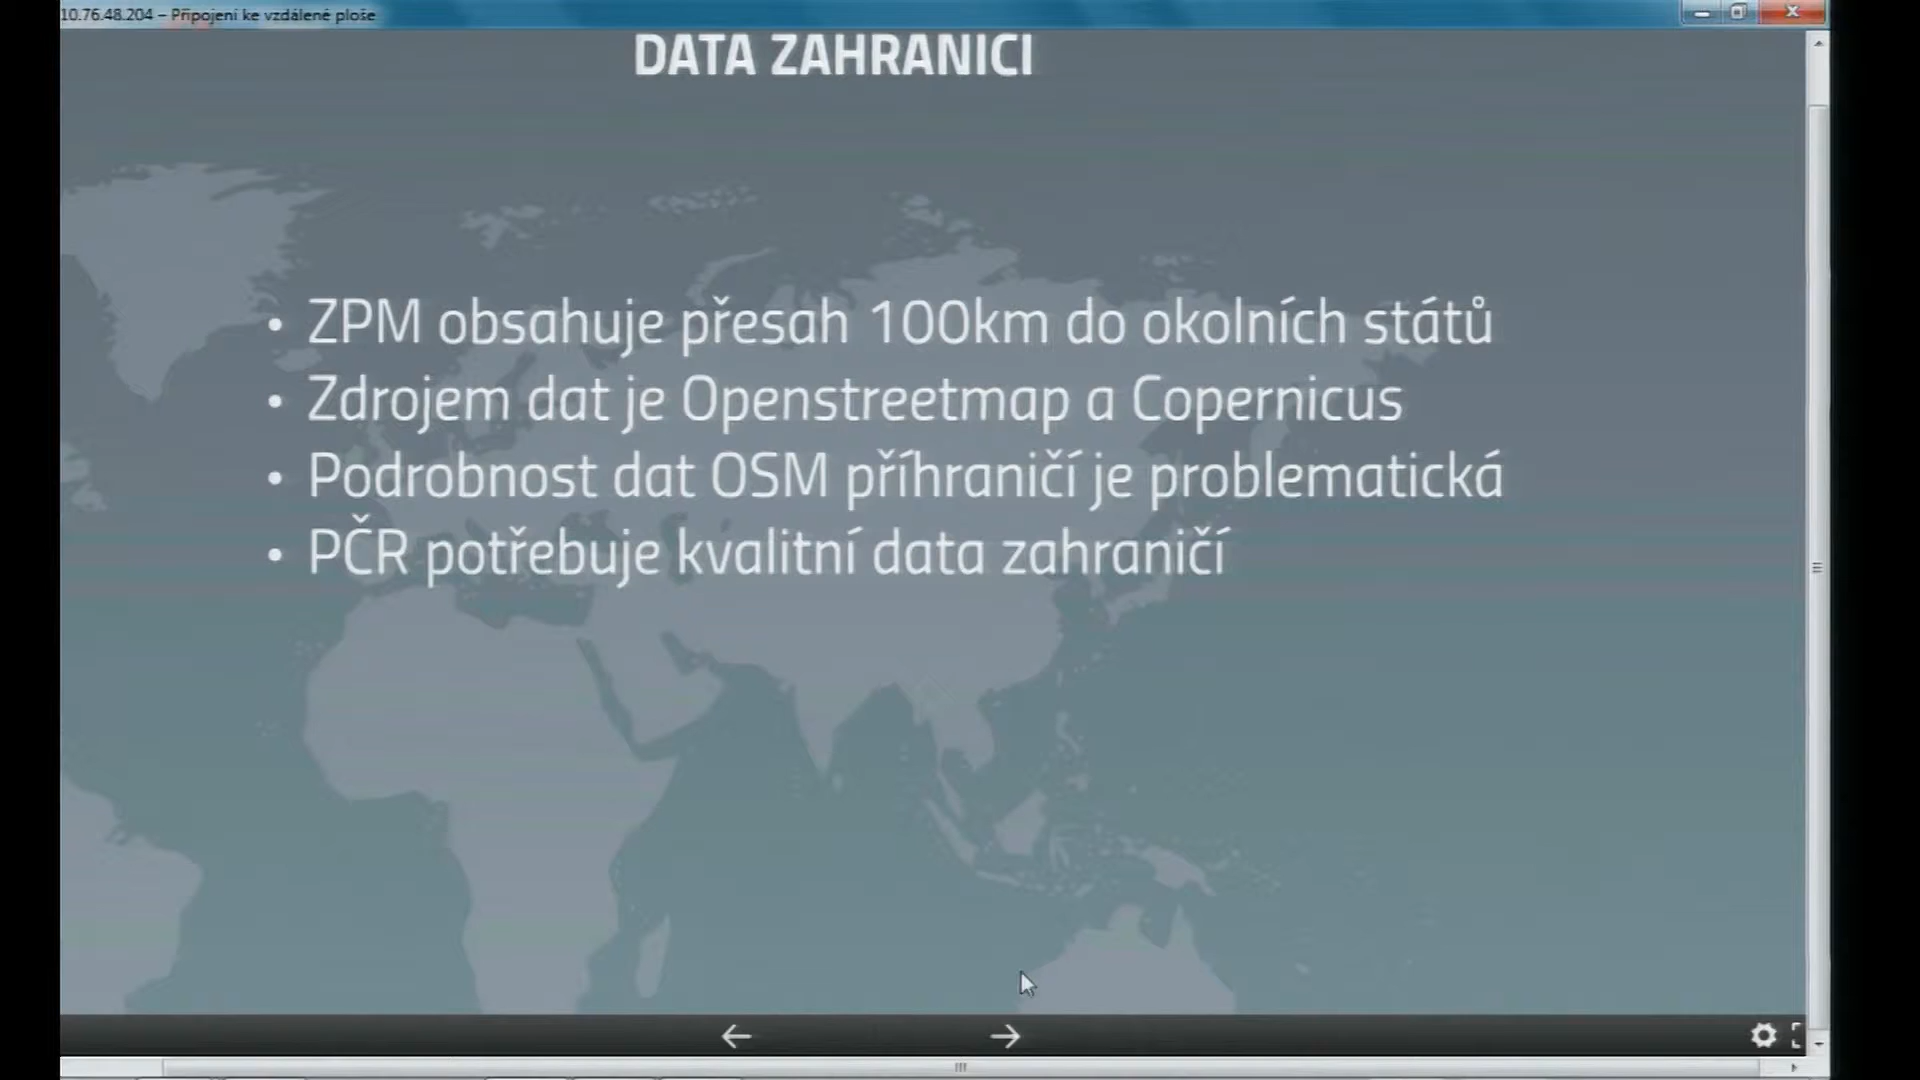 10.76.48.204 – Připojení ke vzdálené ploše
DATA ZAHRANICI
• ZPM obsahuje přesah 100km do okolních států
• Zdrojem dat je Openstreetmap a Copernicus
• Podrobnost dat OSM příhraničí je problematická
• PČR potřebuje kvalitní data zahraničí